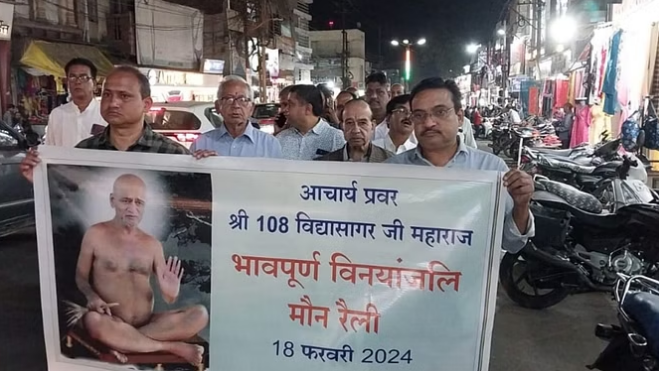 आचार्य प्रवर
श्री 108 विद्यासागर जी महाराज
भावपूर्ण विनयांजलि
मौन रैली
18 फरवरी 2024